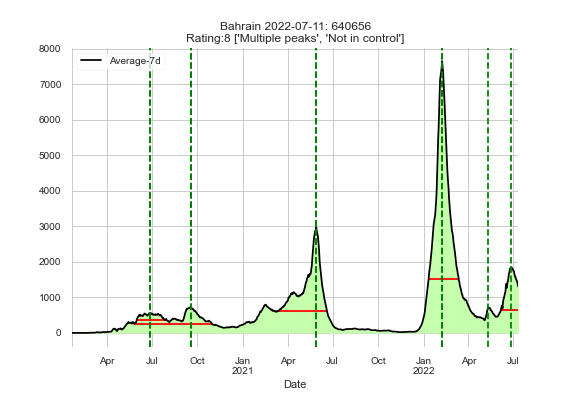 Bahrain 2022-07-11: 640656
Rating:8 ['Multiple peaks', 'Not in control']
Average-7d
8000
7000
6000
5000
4000
3000
2000
1000
0
Apr Jul Oct Jan Apr Jul Oct Jan Apr Jul
2021 2022
Date